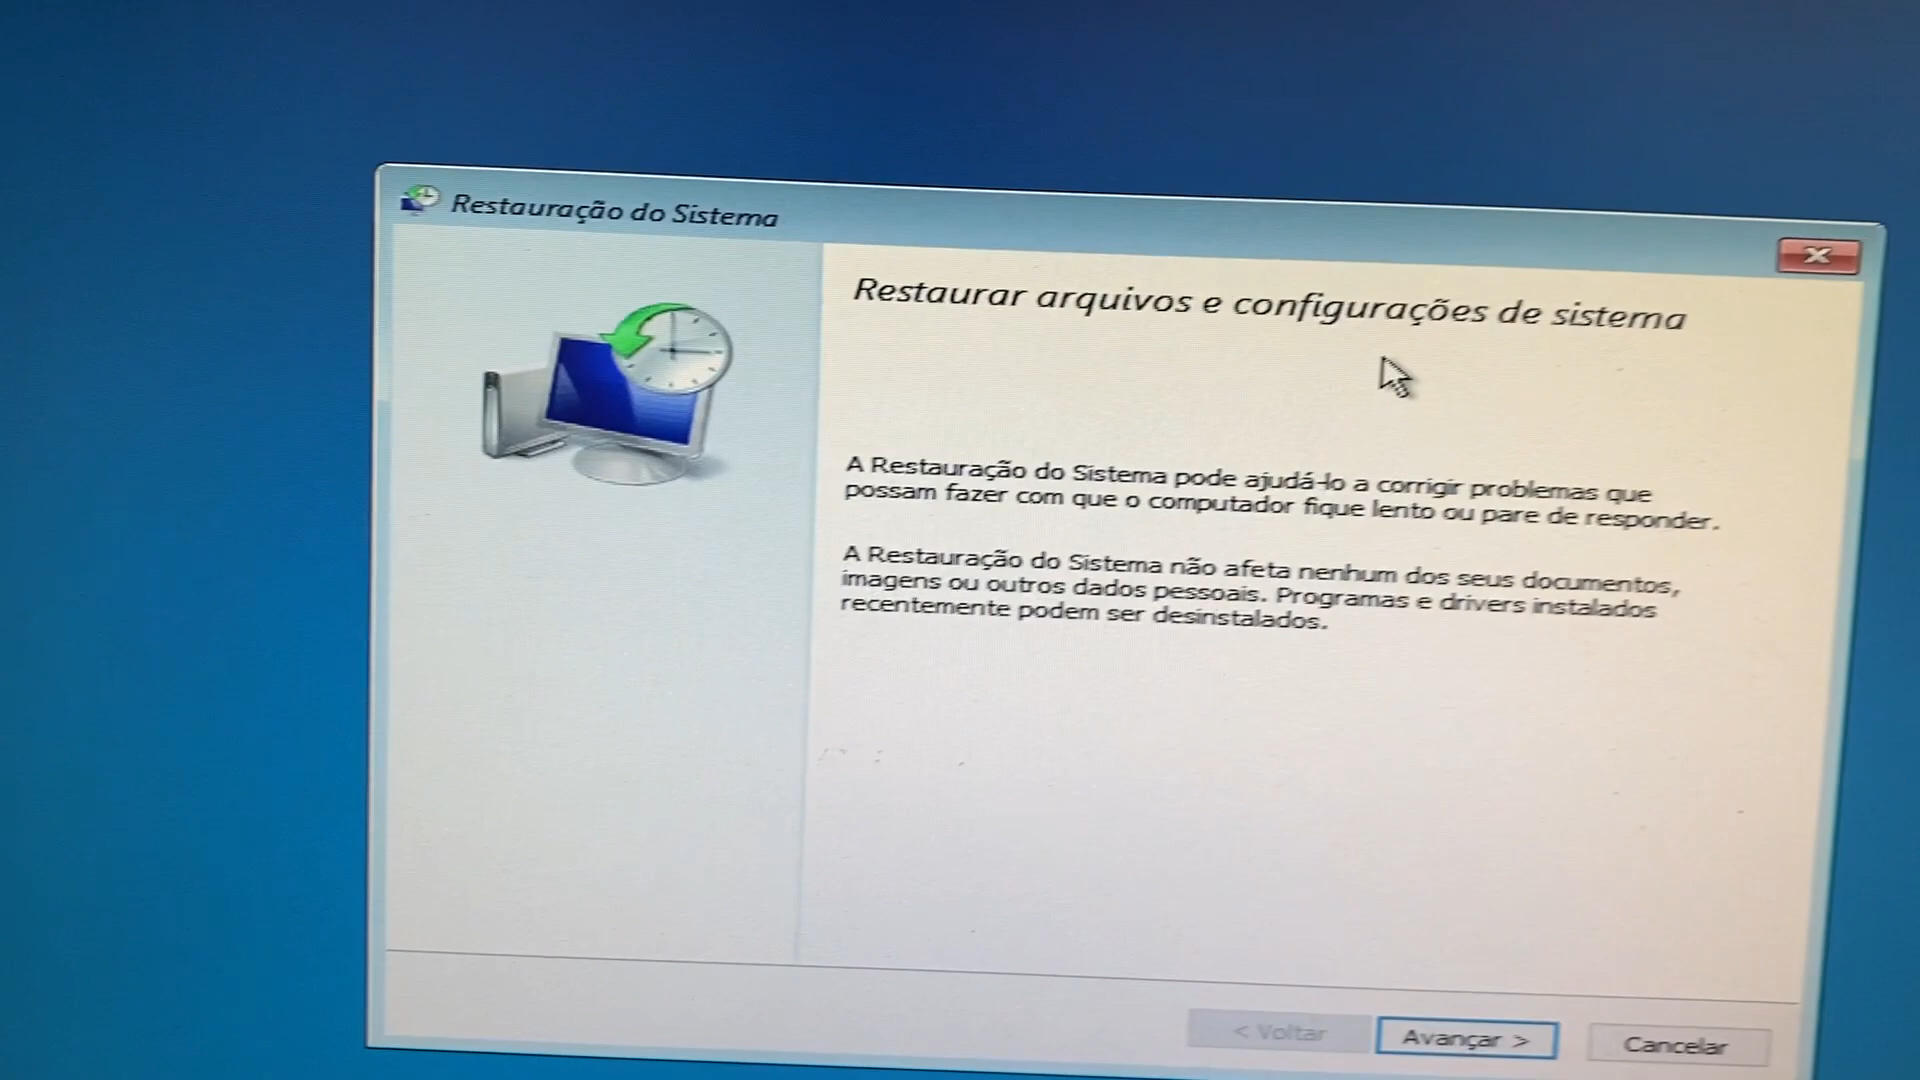 Restauração do Sistema
Restaurar arquivos e configurações de sistema
A Restauração do Sistema pode ajudá-lo a corrigir problemas que
possam fazer com que o computador fique lento ou pare de responder.
A Restauração do Sistema não afeta nenhum dos seus documentos,
imagens ou outros dados pessoais. Programas e drivers instalados
recentemente podem ser desinstalados.
< Voltar
Avançar >
Cancelar